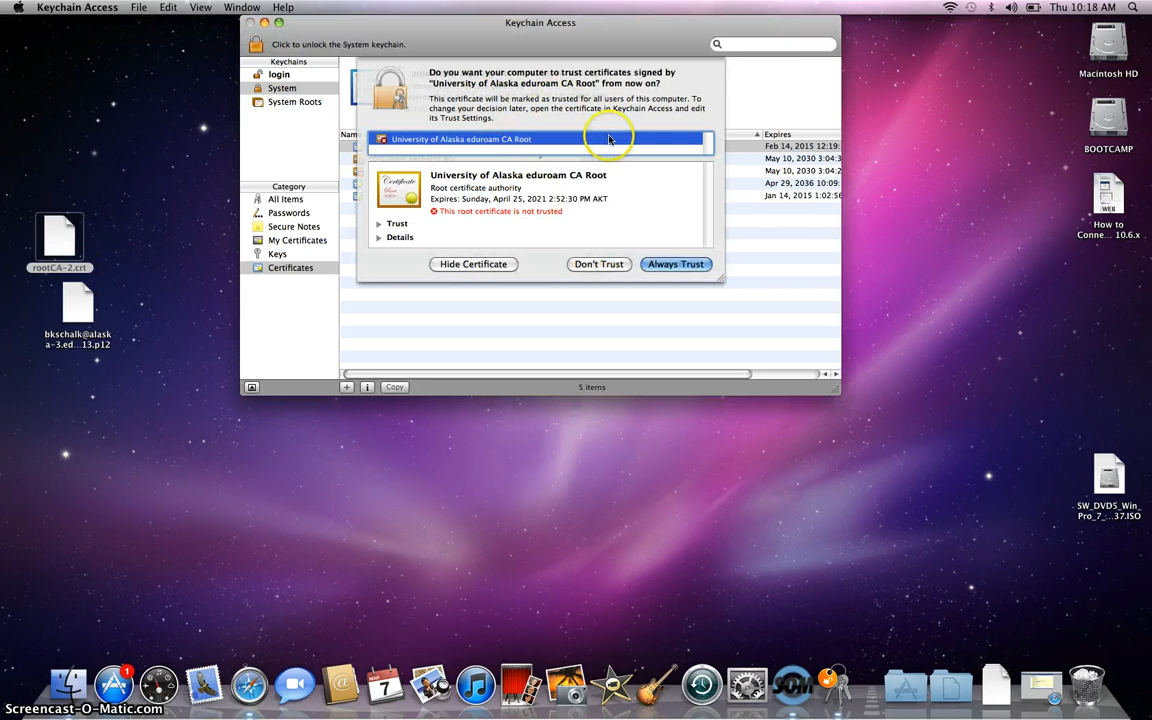 Keychain Access File Edit View Window Help
Thu 10:18 AM
Keychain Access
Click to unlock the System keychain.
Keychains
login
System
System Roots
Do you want your computer to trust certificates signed by
“University of Alaska eduroam CA Root” from now on?
This certificate will be marked as trusted for all users of this computer. To
change your decision later, open the certificate in Keychain Access and edit
its Trust Settings.
University of Alaska eduroam CA Root
University of Alaska eduroam CA Root
Root certificate authority
Expires: Sunday, April 25, 2021 2:52:30 PM AKT
This root certificate is not trusted
Trust
Details
Hide Certificate
Don't Trust
Always Trust
Expires
Feb 14, 2015 12:19:
May 10, 2030 3:04:3
May 10, 2030 3:04:3
Apr 29, 2036 10:09:
Jan 14, 2015 1:02:56
Category
All Items
Passwords
Secure Notes
My Certificates
Keys
Certificates
Copy
5 items
rootCA-2.crt
bkschalk@alask
a-3.ed...13.p12
Macintosh HD
BOOTCAMP
WEB
How to
Conne...10.6.x
SW_DVD5_Win_
Pro_7_...37.ISO
1
7
SOM
Screencast-O-Matic.com